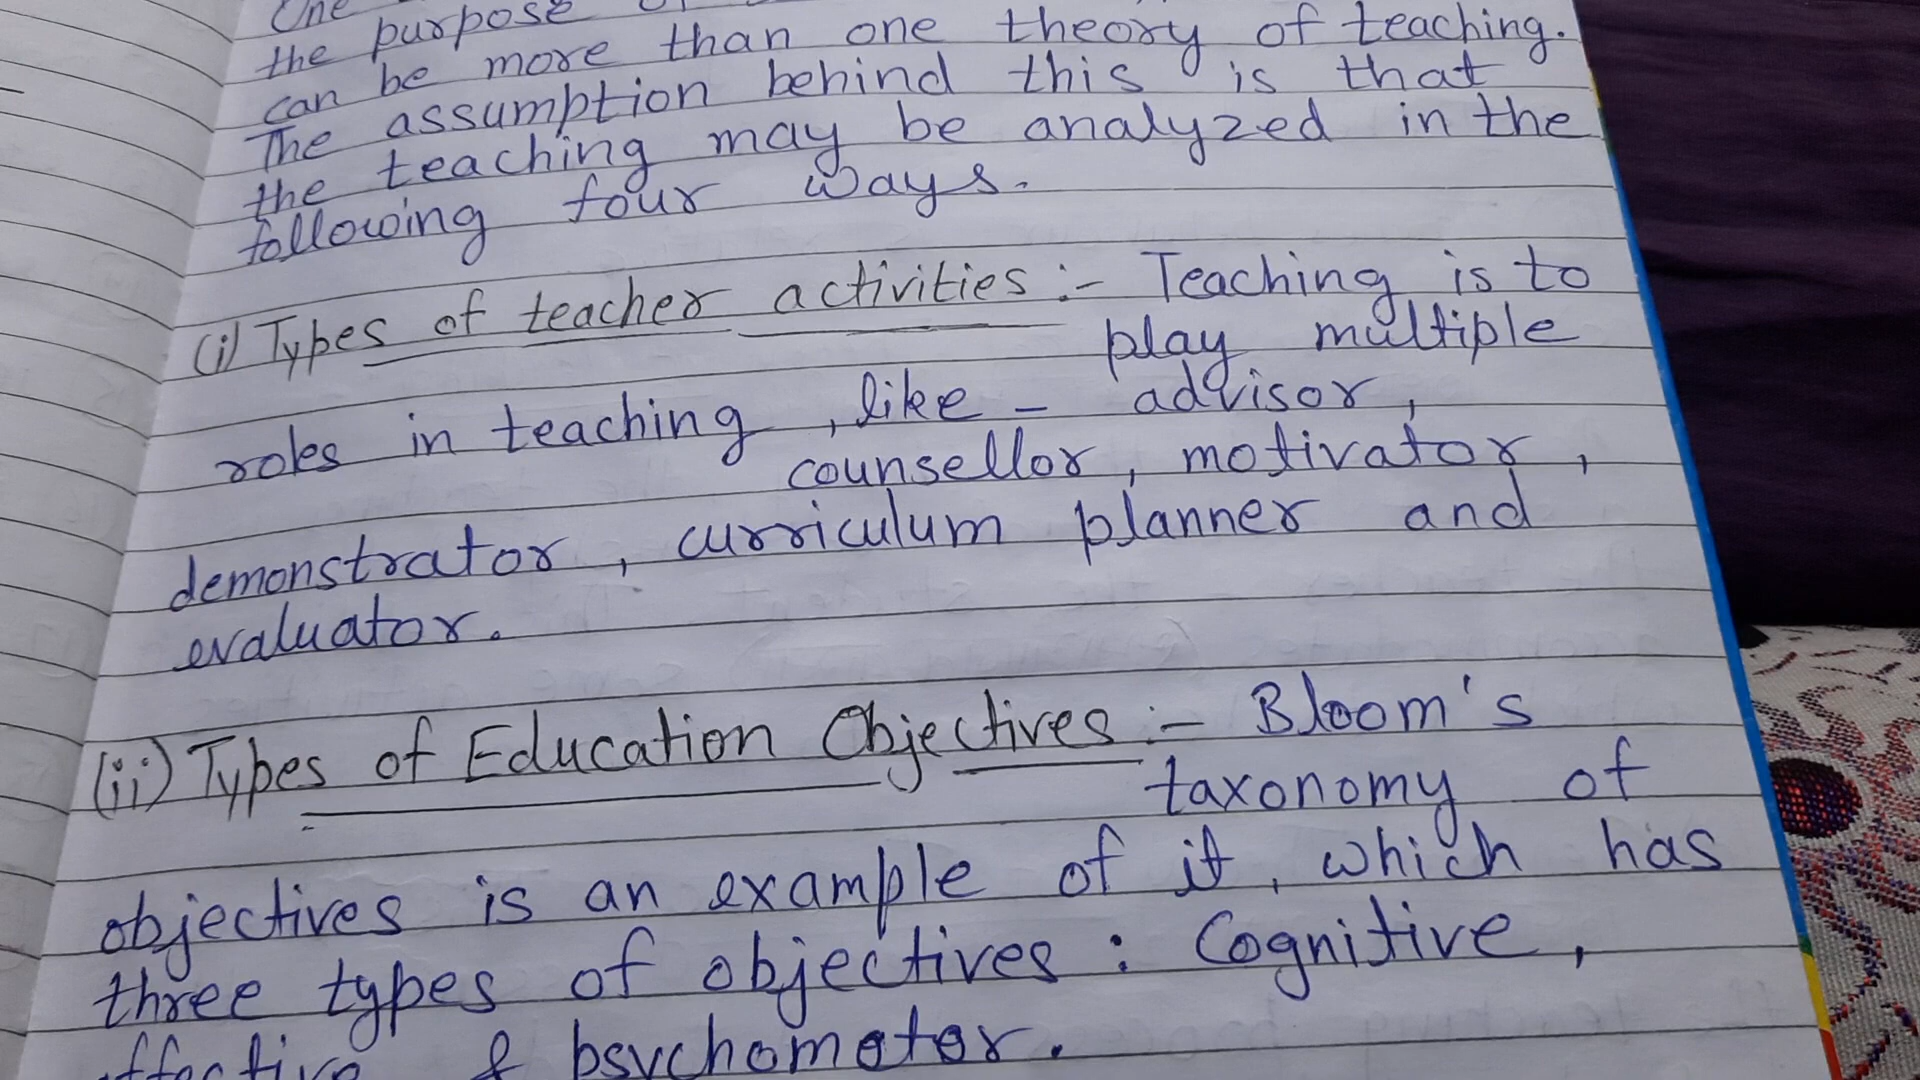 One
the purpose
can be more than one theory of teaching.
The assumption behind this is that
the teaching may be analyzed in the
following four ways.
(i) Types of teacher activities :- Teaching is to
play multiple
roles in teaching, like - advisor,
counsellor, motivator,
demonstrator, curriculum planner and
evaluator.
(ii) Types of Education Objectives :- Bloom's
taxonomy of
objectives is an example of it, which has
three types of objectives : Cognitive,
& psychomotor.